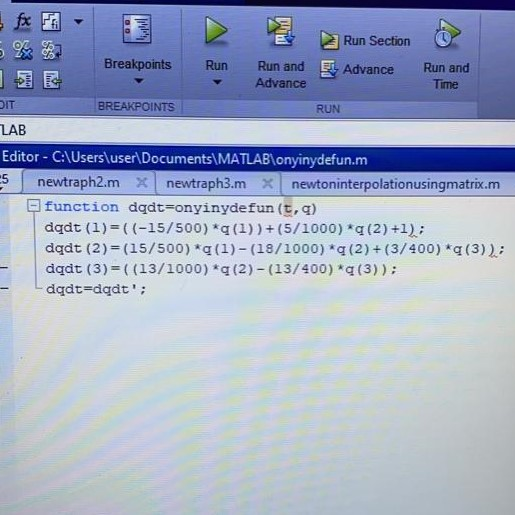 fx
Breakpoints
Run
Run and
Advance
Run Section
Advance
Run and
Time
DIT
BREAKPOINTS
RUN
LAB
Editor - C:\Users\user\Documents\MATLAB\onyinydefun.m
newtraph2.m
newtraph3.m
newtoninterpolationusingmatrix.m
function dqdt=onyinydefun(t,q)
dqdt(1)=((-15/500)*q(1))+(5/1000)*q(2)+1);
dqdt(2)=(15/500)*q(1)-(18/1000)*q(2)+(3/400)*q(3));
dqdt(3)=((13/1000)*q(2)-(13/400)*q(3));
dqdt=dqdt';